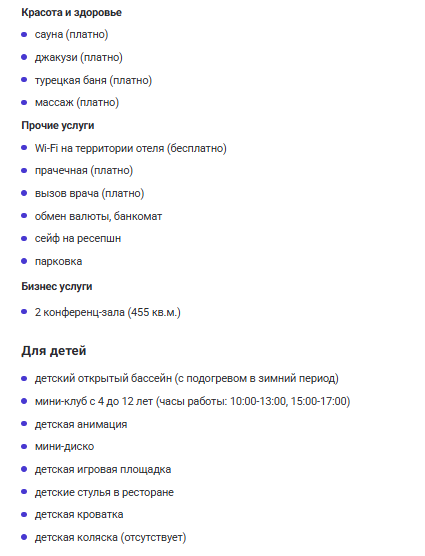 Красота и здоровье
сауна (платно)
джакузи (платно)
турецкая баня (платно)
массаж (платно)
Прочие услуги
Wi-Fi на территории отеля (бесплатно)
прачечная (платно)
вызов врача (платно)
обмен валюты, банкомат
сейф на ресепшн
парковка
Бизнес услуги
2 конференц-зала (455 кв.м.)
Для детей
детский открытый бассейн (с подогревом в зимний период)
мини-клуб с 4 до 12 лет (часы работы: 10:00-13:00, 15:00-17:00)
детская анимация
мини-диско
детская игровая площадка
детские стулья в ресторане
детская кроватка
детская коляска (отсутствует)